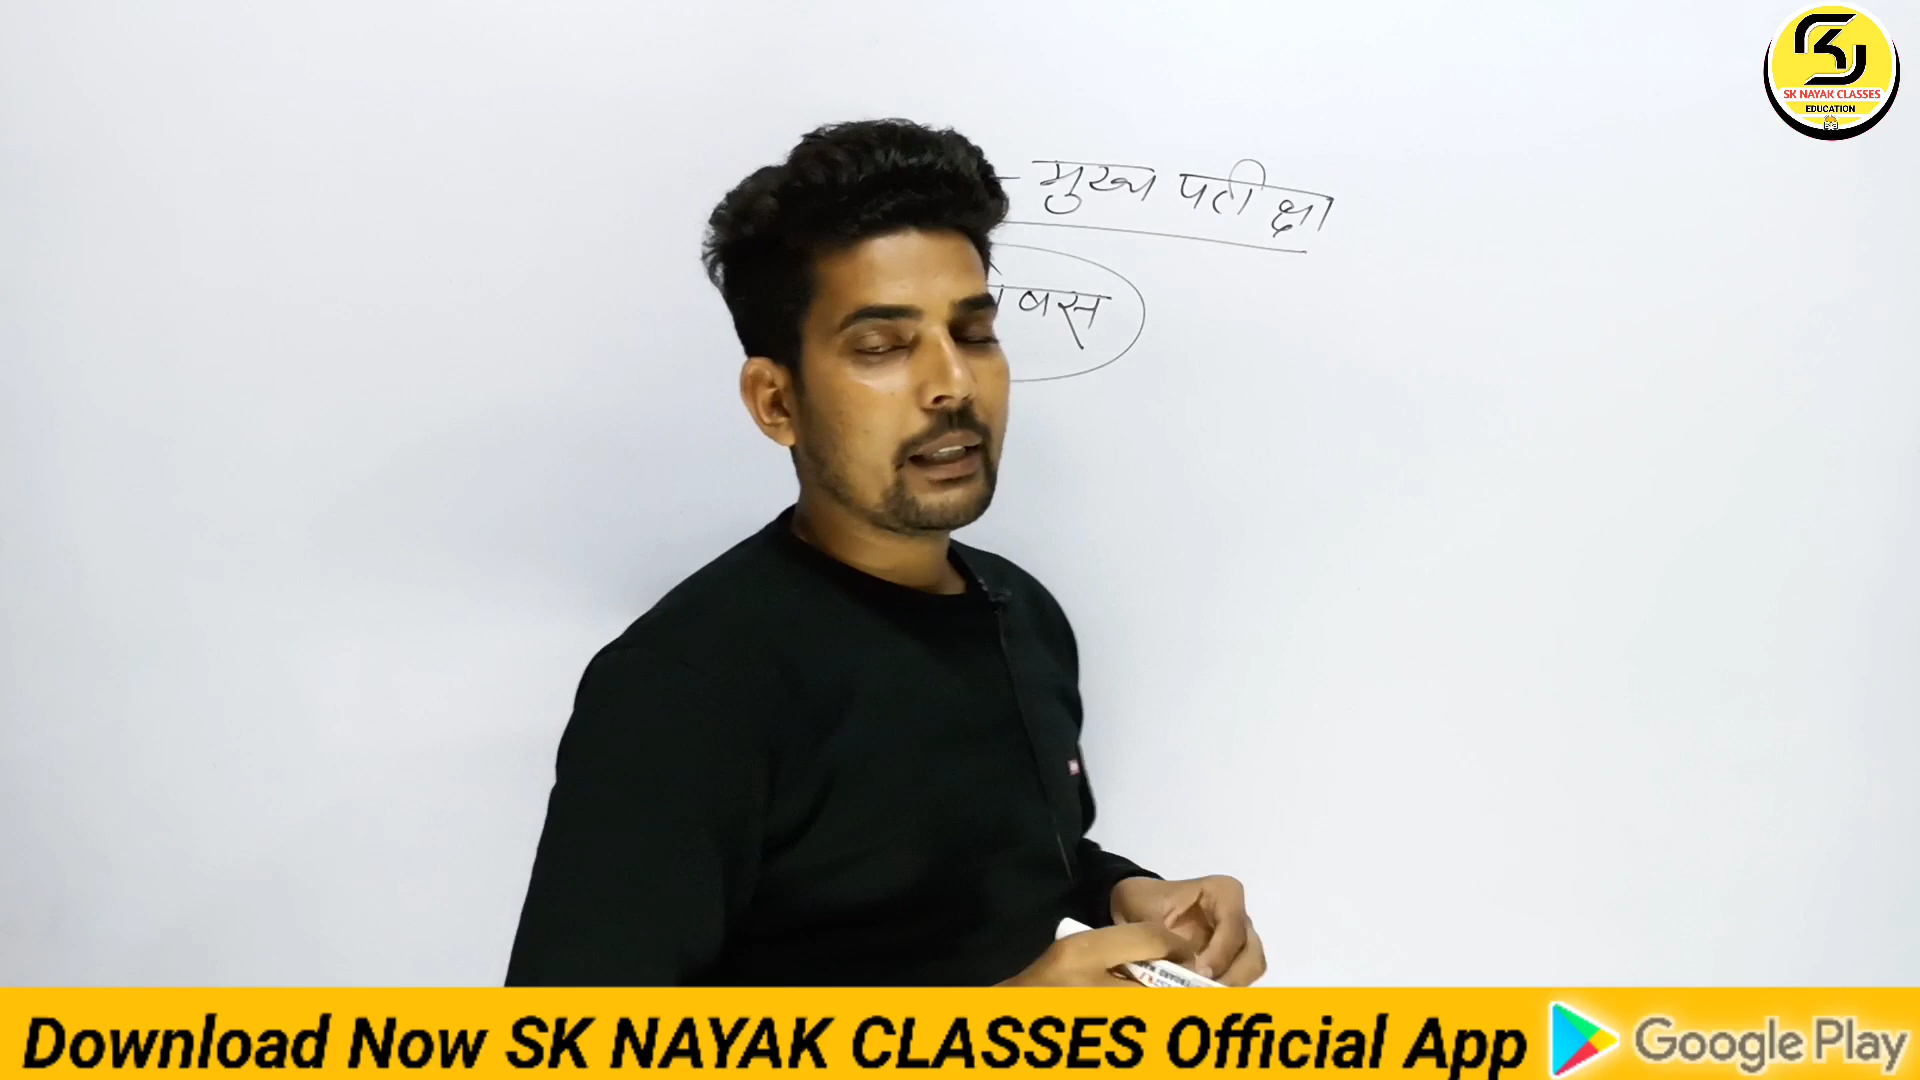 SK NAYAK CLASSES
EDUCATION
- मुख्य परीक्षा
बस
Download Now SK NAYAK CLASSES Official App Google Play